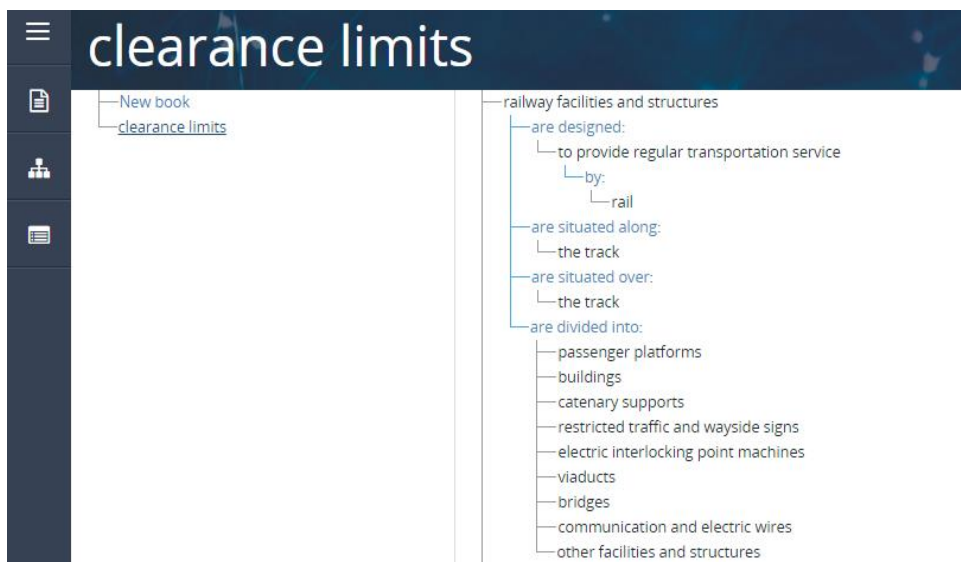 clearance limits
New book
clearance limits
railway facilities and structures
are designed:
to provide regular transportation service
by:
rail
are situated along:
the track
are situated over:
the track
are divided into:
passenger platforms
buildings
catenary supports
restricted traffic and wayside signs
electric interlocking point machines
viaducts
bridges
communication and electric wires
other facilities and structures